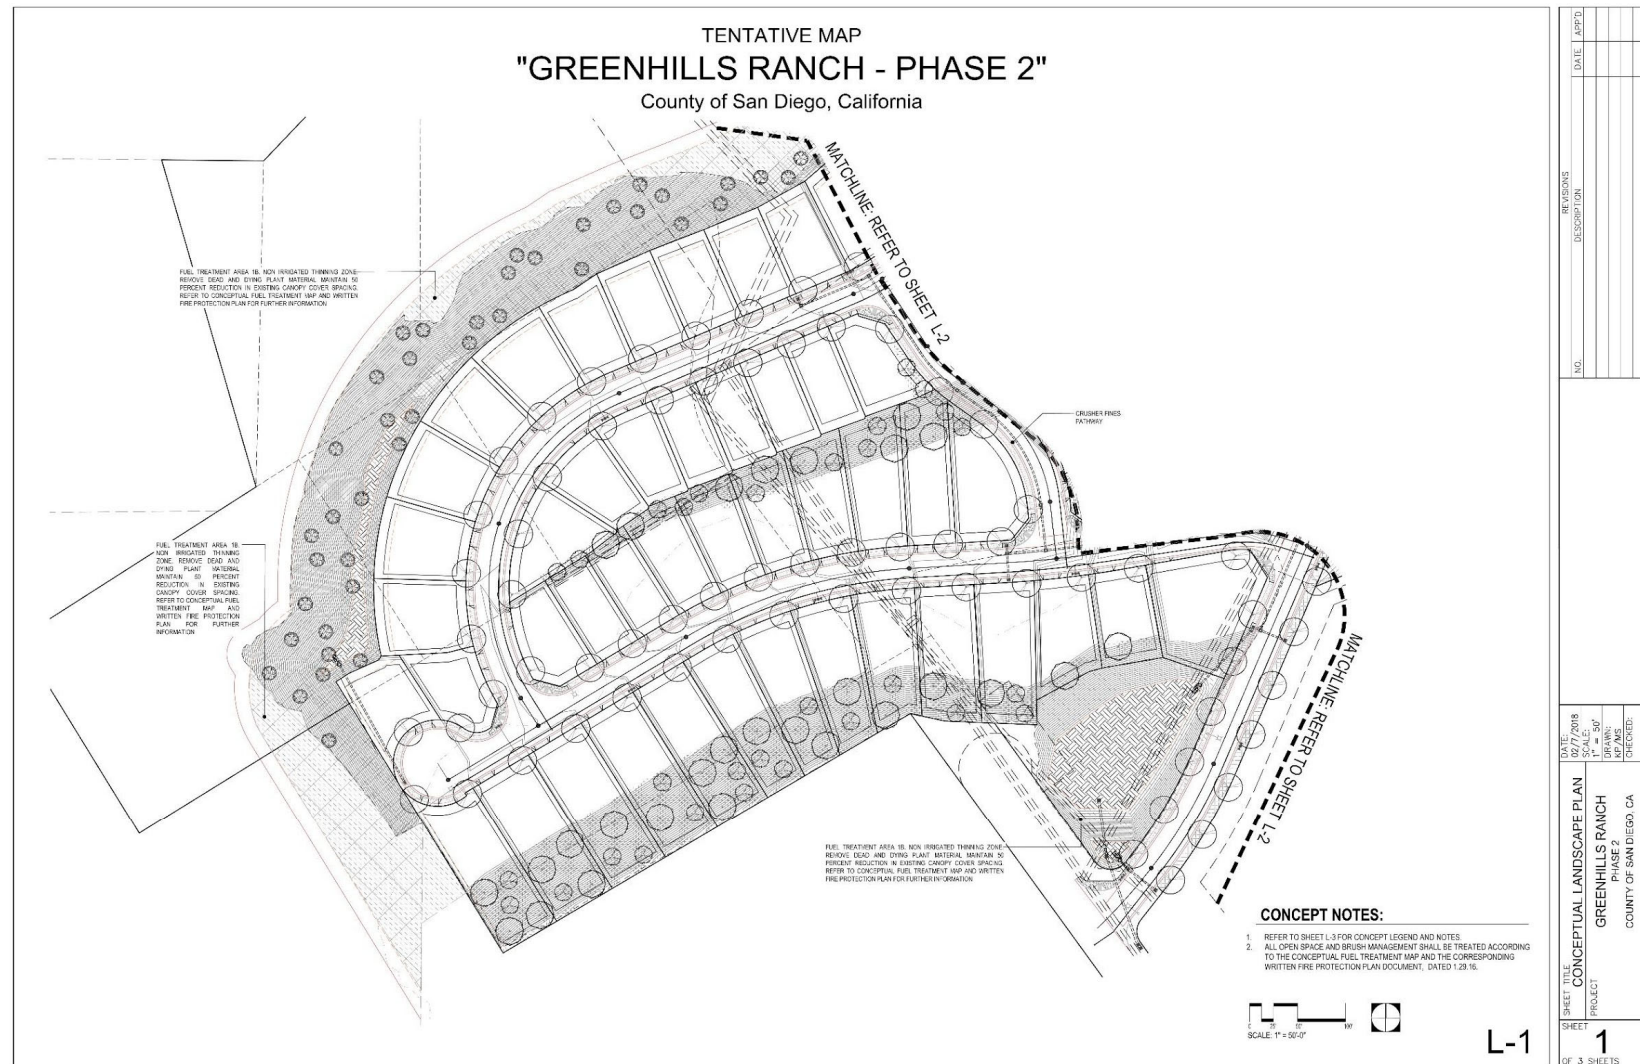 TENTATIVE MAP
"GREENHILLS RANCH - PHASE 2"
County of San Diego, California
MATCHLINE: REFER TO SHEET L-2
FUEL TREATMENT AREA 1B. NON IRRIGATED THINNING ZONE
REMOVE DEAD AND DYING PLANT MATERIAL MAINTAIN 50
PERCENT REDUCTION IN EXISTING CANOPY COVER SPACING.
REFER TO CONCEPTUAL FUEL TREATMENT MAP AND WRITTEN
FIRE PROTECTION PLAN FOR FURTHER INFORMATION
CRUSHER FINES
PATHWAY
FUEL TREATMENT AREA 1B.
NON IRRIGATED THINNING
ZONE. REMOVE DEAD AND
DYING PLANT MATERIAL
MAINTAIN 50 PERCENT
REDUCTION IN EXISTING
CANOPY COVER SPACING.
REFER TO CONCEPTUAL FUEL
TREATMENT MAP AND
WRITTEN FIRE PROTECTION
PLAN FOR FURTHER
INFORMATION
MATCHLINE: REFER TO SHEET L-2
FUEL TREATMENT AREA 1B. NON IRRIGATED THINNING ZONE
REMOVE DEAD AND DYING PLANT MATERIAL MAINTAIN 50
PERCENT REDUCTION IN EXISTING CANOPY COVER SPACING.
REFER TO CONCEPTUAL FUEL TREATMENT MAP AND WRITTEN
FIRE PROTECTION PLAN FOR FURTHER INFORMATION
CONCEPT NOTES:
1. REFER TO SHEET L-3 FOR CONCEPT LEGEND AND NOTES.
2. ALL OPEN SPACE AND BRUSH MANAGEMENT SHALL BE TREATED ACCORDING
TO THE CONCEPTUAL FUEL TREATMENT MAP AND THE CORRESPONDING
WRITTEN FIRE PROTECTION PLAN DOCUMENT, DATED 1.29.16.
0 25' 50' 100'
SCALE: 1" = 50'-0"
L-1
REVISIONS
NO. DESCRIPTION DATE APP'D
DATE:
02/7/2018
SCALE:
1" = 50'
DRAWN:
KP/MS
CHECKED:
SHEET TITLE
CONCEPTUAL LANDSCAPE PLAN
PROJECT
GREENHILLS RANCH
PHASE 2
COUNTY OF SAN DIEGO, CA
SHEET
1
OF 3 SHEETS